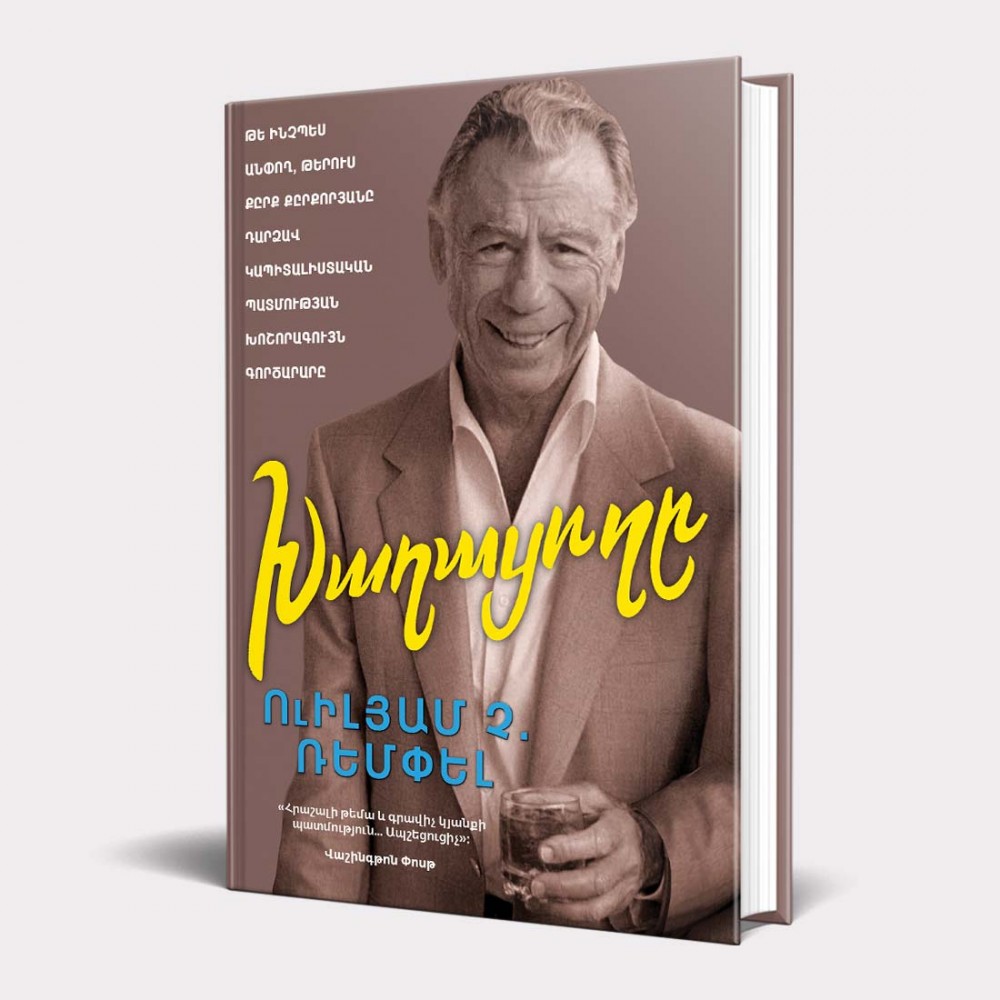 ԹԵ ԻՆՉՊԵՍ
ԱՆՓՈՂ, ԹԵՐՈՒՍ
ՔԸՐՔ ՔԸՐՔՈՐՅԱՆԸ
ԴԱՐՁԱՎ
ԿԱՊԻՏԱԼԻՍՏԱԿԱՆ
ՊԱՏՄՈՒԹՅԱՆ
ԽՈՇՈՐԱԳՈՒՅՆ
ԳՈՐԾԱՐԱՐԸ
Խաղացողը
ՈւԻԼՅԱՄ Չ.
ՌԵՄՓԵԼ
«Հրաշալի թեմա և գրավիչ կյանքի
պատմություն... Ապշեցուցիչ»:
Վաշինգթոն Փոսթ